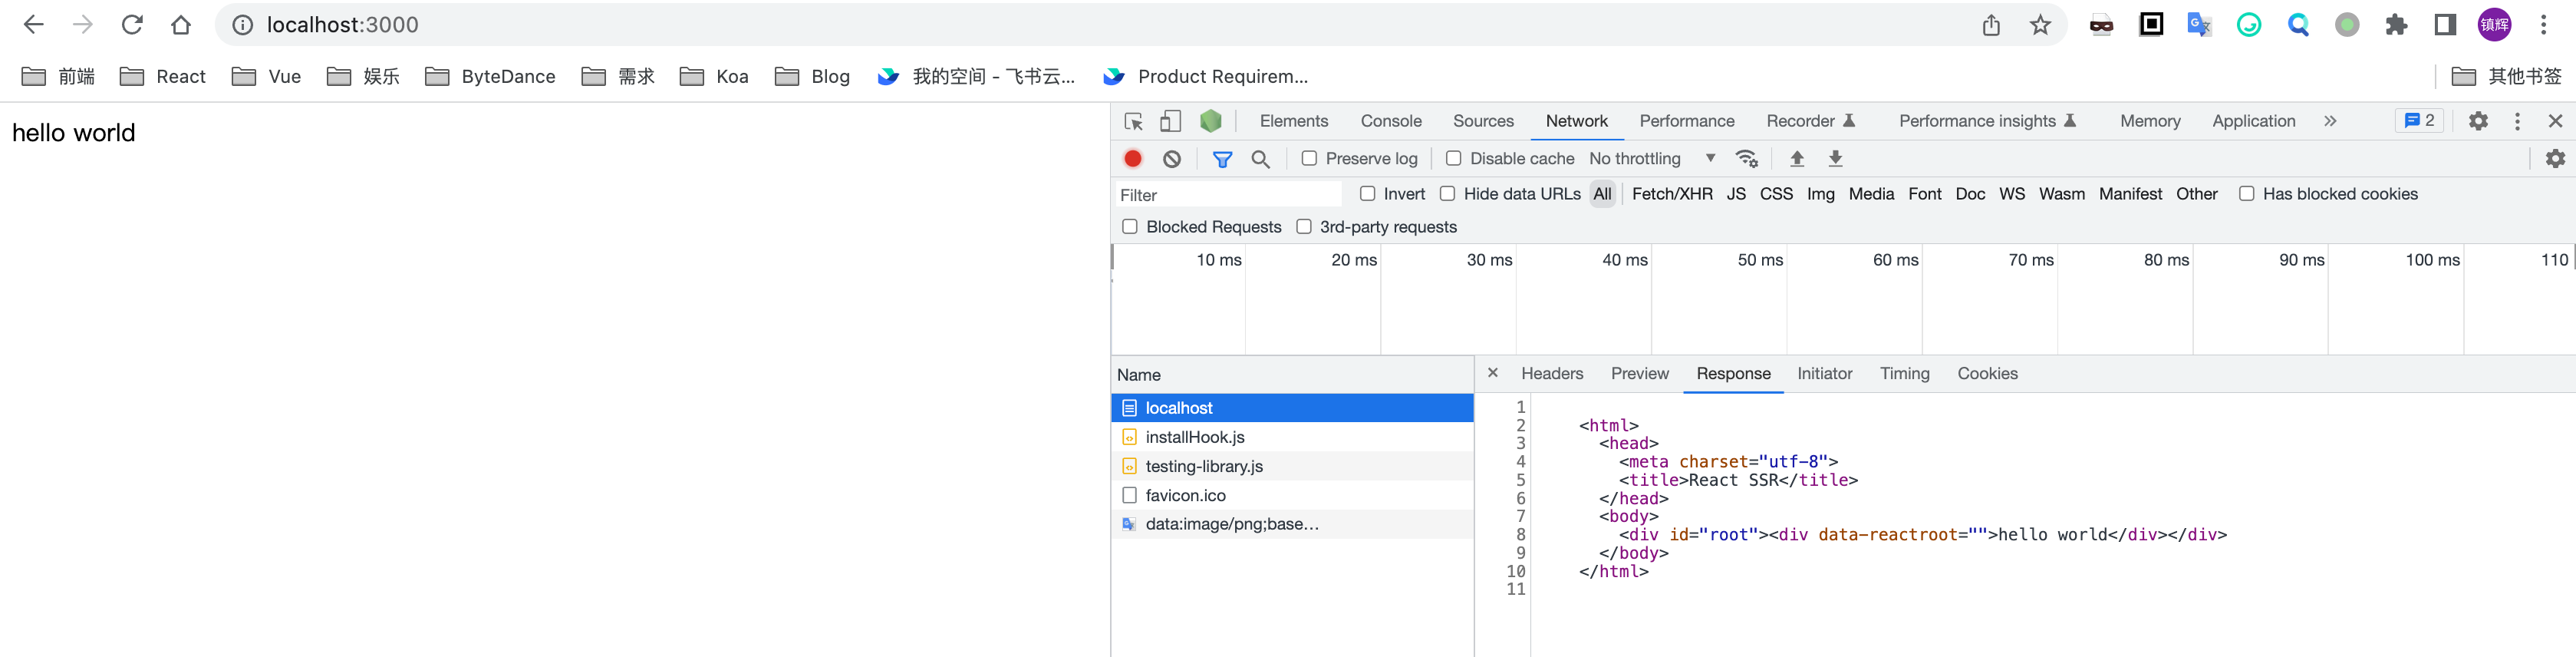 localhost:3000
镇辉
前端 React Vue 娱乐 ByteDance 需求 Koa Blog 我的空间 - 飞书云... Product Requirem... 其他书签
hello world
Elements Console Sources Network Performance Recorder Performance insights Memory Application » 2
Preserve log Disable cache No throttling
Filter Invert Hide data URLs All Fetch/XHR JS CSS Img Media Font Doc WS Wasm Manifest Other Has blocked cookies
Blocked Requests 3rd-party requests
10 ms 20 ms 30 ms 40 ms 50 ms 60 ms 70 ms 80 ms 90 ms 100 ms 110
Name
localhost
installHook.js
testing-library.js
favicon.ico
data:image/png;base...
Headers Preview Response Initiator Timing Cookies
1
2 <html>
3 <head>
4 <meta charset="utf-8">
5 <title>React SSR</title>
6 </head>
7 <body>
8 <div id="root"><div data-reactroot="">hello world</div></div>
9 </body>
10 </html>
11